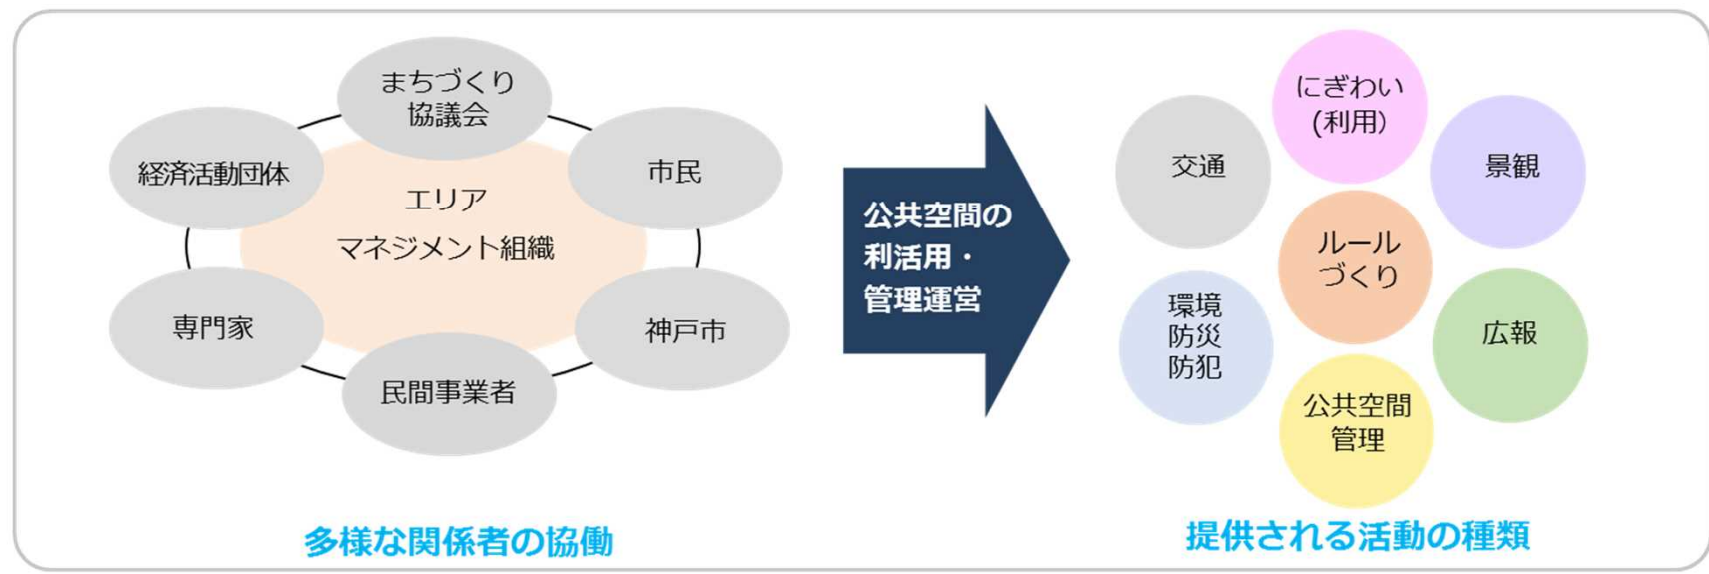 まちづくり
協議会
経済活動団体
市民
エリア
マネジメント組織
専門家
神戸市
民間事業者
多様な関係者の協働
公共空間の
利活用・
管理運営
にぎわい
(利用)
交通
景観
ルール
づくり
環境
防災
防犯
広報
公共空間
管理
提供される活動の種類